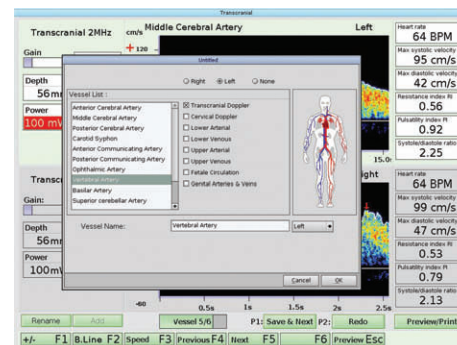 Transcranial
Transcranial 2MHz
cm/s
Middle Cerebral Artery
Left
Gain
+ 120
Depth
56mm
Power
100 mW
Heart rate
64 BPM
Max systolic velocity
95 cm/s
Max diastolic velocity
42 cm/s
Resistance index RI
0.56
Pulsatility index PI
0.92
Systole/diastole ratio
2.25
Untitled
Right Left None
Vessel List :
Anterior Cerebral Artery
Middle Cerebral Artery
Posterior Cerebral Artery
Carotid Syphon
Anterior Communicating Artery
Posterior Communicating Artery
Ophthalmic Artery
Vertebral Artery
Basilar Artery
Superior cerebellar Artery
Transcranial Doppler
Cervical Doppler
Lower Arterial
Lower Venous
Upper Arterial
Upper Venous
Fetale Circulation
Genital Arteries & Veins
Vessel Name:
Vertebral Artery
Left
Cancel
OK
15.0
Transc
ight
Gain:
Depth
56mm
Power
100mW
Heart rate
64 BPM
Max systolic velocity
99 cm/s
Max diastolic velocity
47 cm/s
Resistance index RI
0.53
Pulsatility index PI
0.79
Systole/diastole ratio
2.13
-60
0.5s 1s 1.5s 2s 2.5s
Rename Add Vessel 5/6 P1: Save & Next P2: Redo Preview/Print
+/- F1 B.Line F2 Speed F3 Previous F4 Next F5 F6 Preview ESC